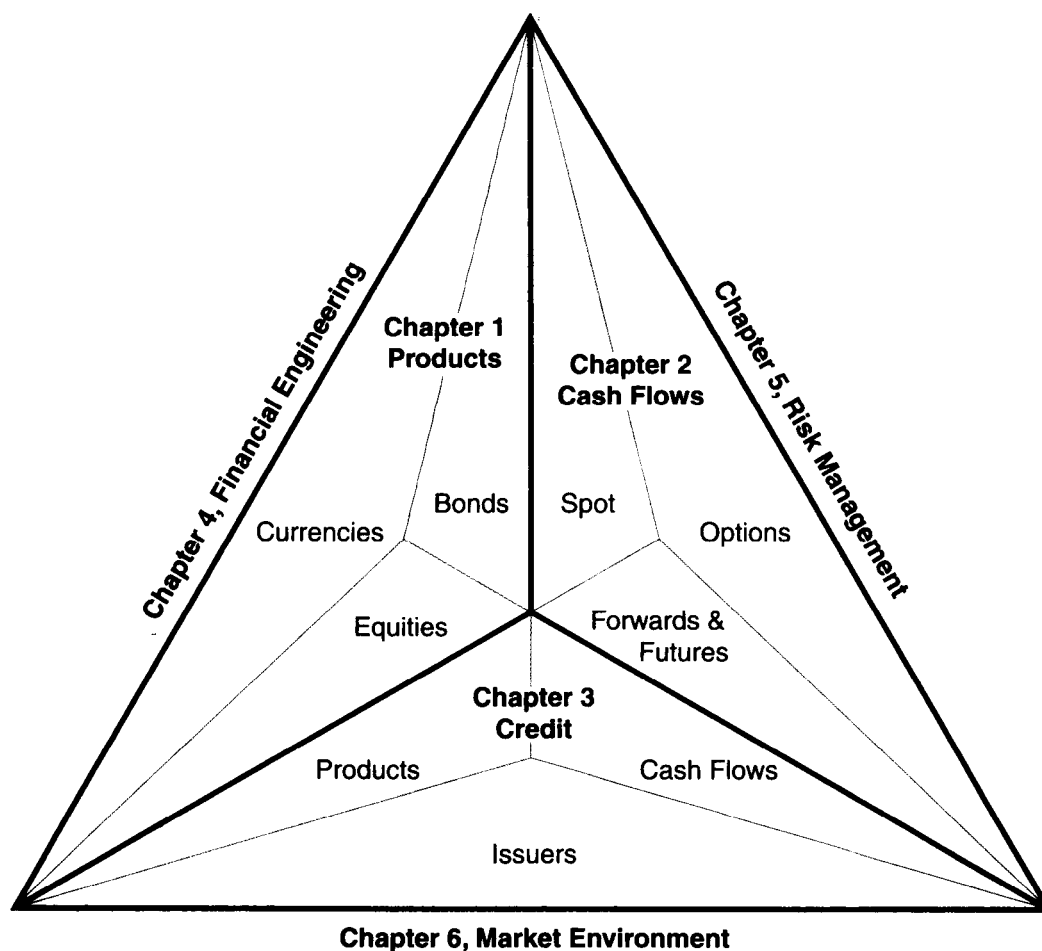 Chapter 4, Financial Engineering
Chapter 5, Risk Management
Chapter 1
Products
Chapter 2
Cash Flows
Bonds
Spot
Currencies
Options
Equities
Forwards &
Futures
Chapter 3
Credit
Products
Cash Flows
Issuers
Chapter 6, Market Environment